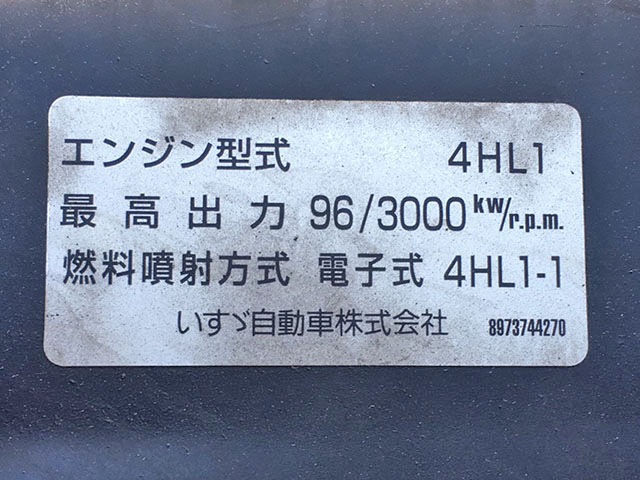 エンジン型式 4HL1
最高出力 96/3000 kW/r.p.m.
燃料噴射方式 電子式 4HL1-1
いすゞ自動車株式会社 8973744270